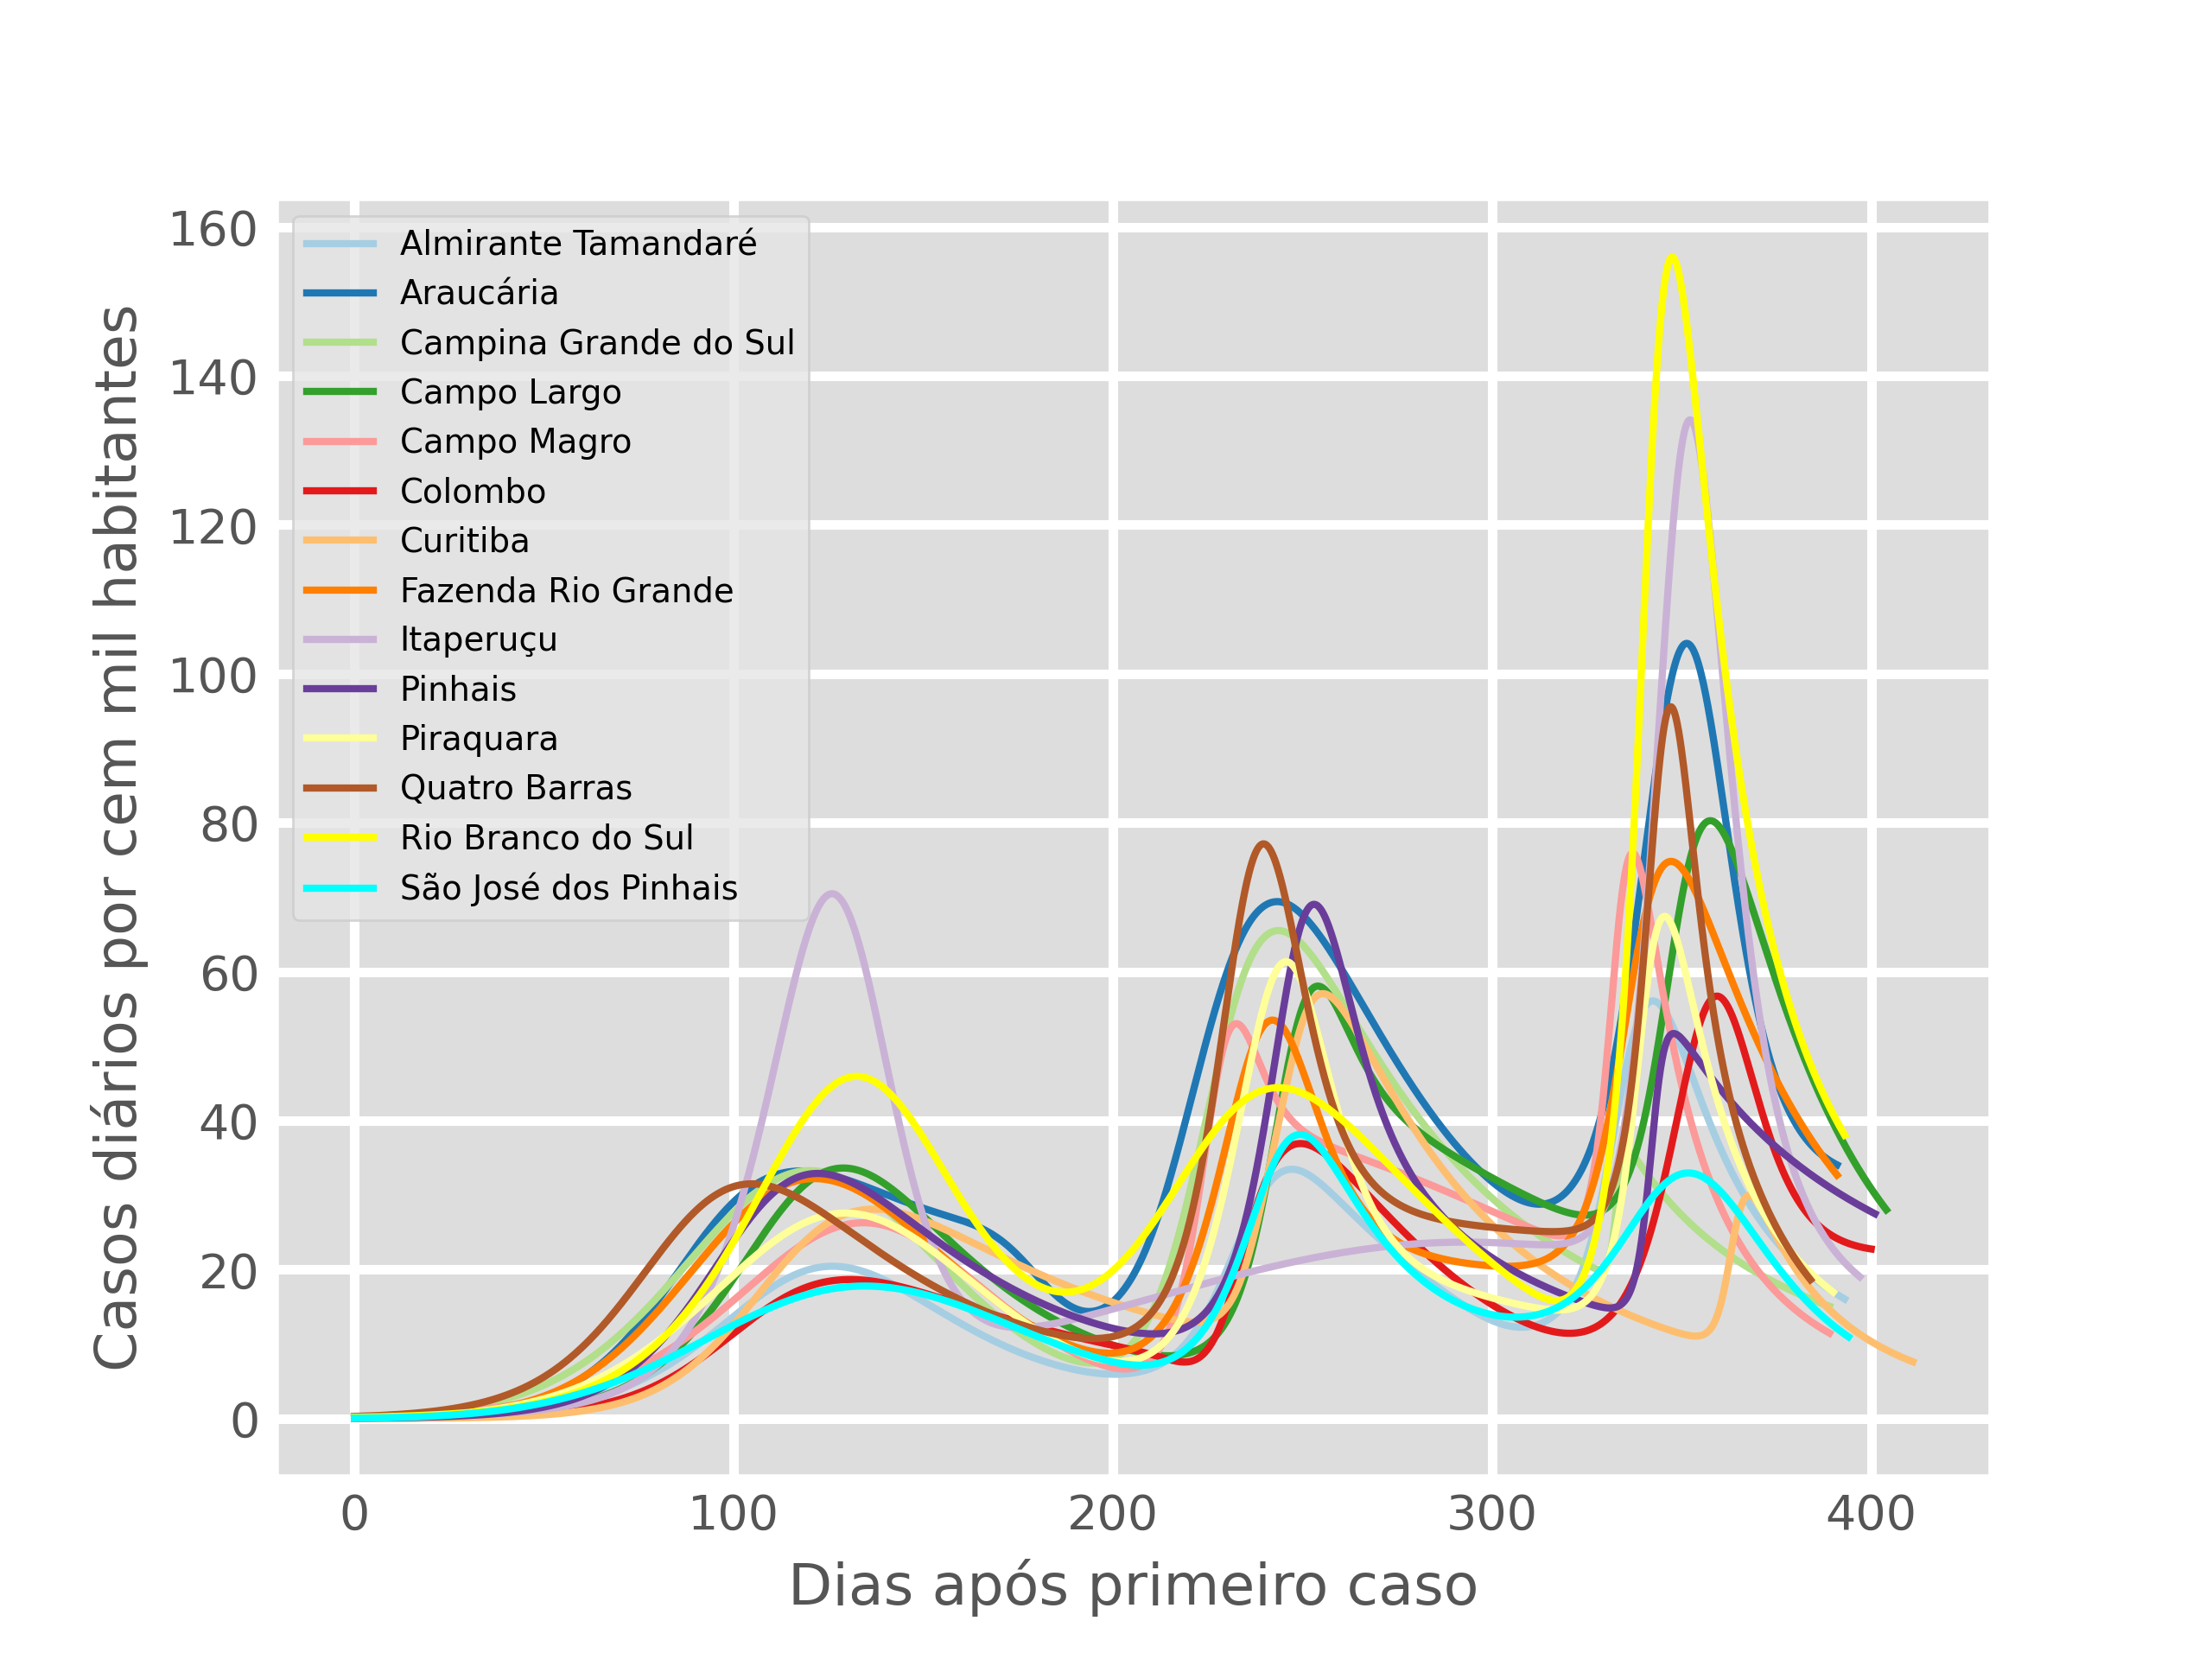 Casos diários por cem mil habitantes
160
140
120
100
80
60
40
20
0
Almirante Tamandaré
Araucária
Campina Grande do Sul
Campo Largo
Campo Magro
Colombo
Curitiba
Fazenda Rio Grande
Itaperuçu
Pinhais
Piraquara
Quatro Barras
Rio Branco do Sul
São José dos Pinhais
0 100 200 300 400
Dias após primeiro caso